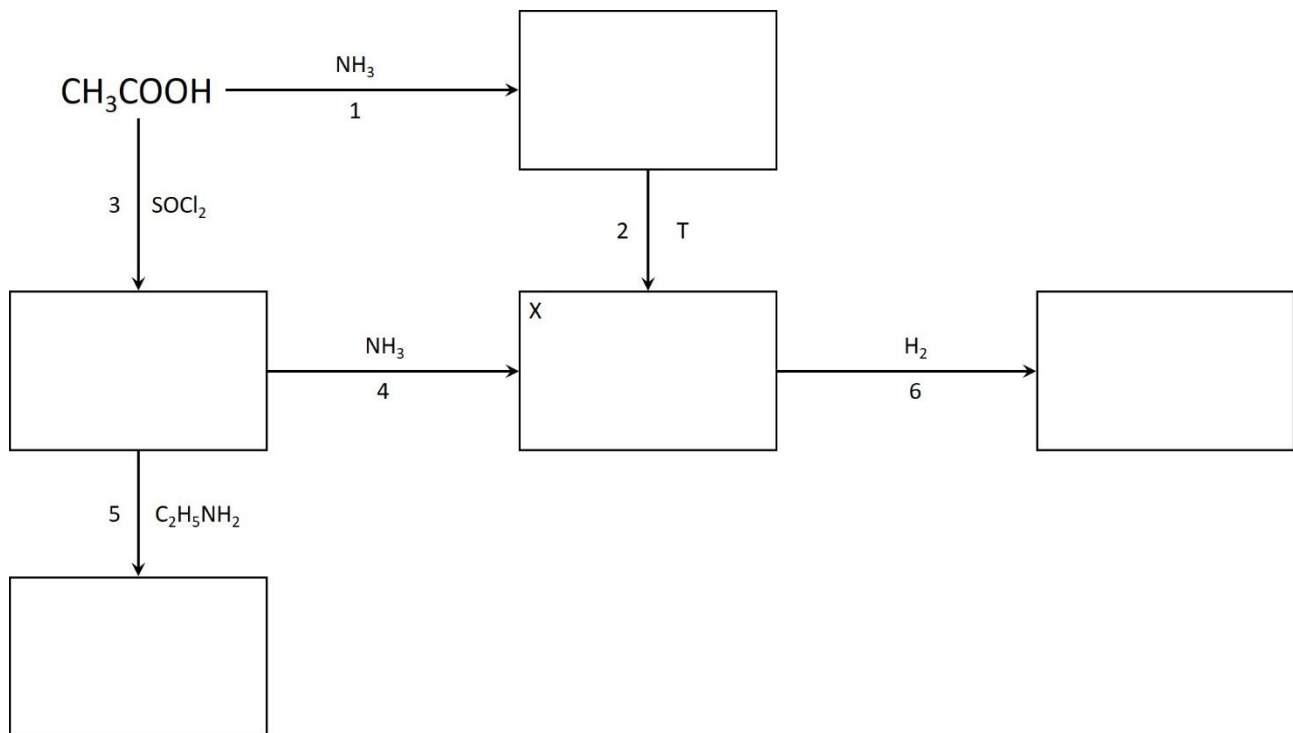 NH₃
CH₃COOH
1
3 SOCl₂
2 T
X
NH₃
4
H₂
6
5 C₂H₅NH₂